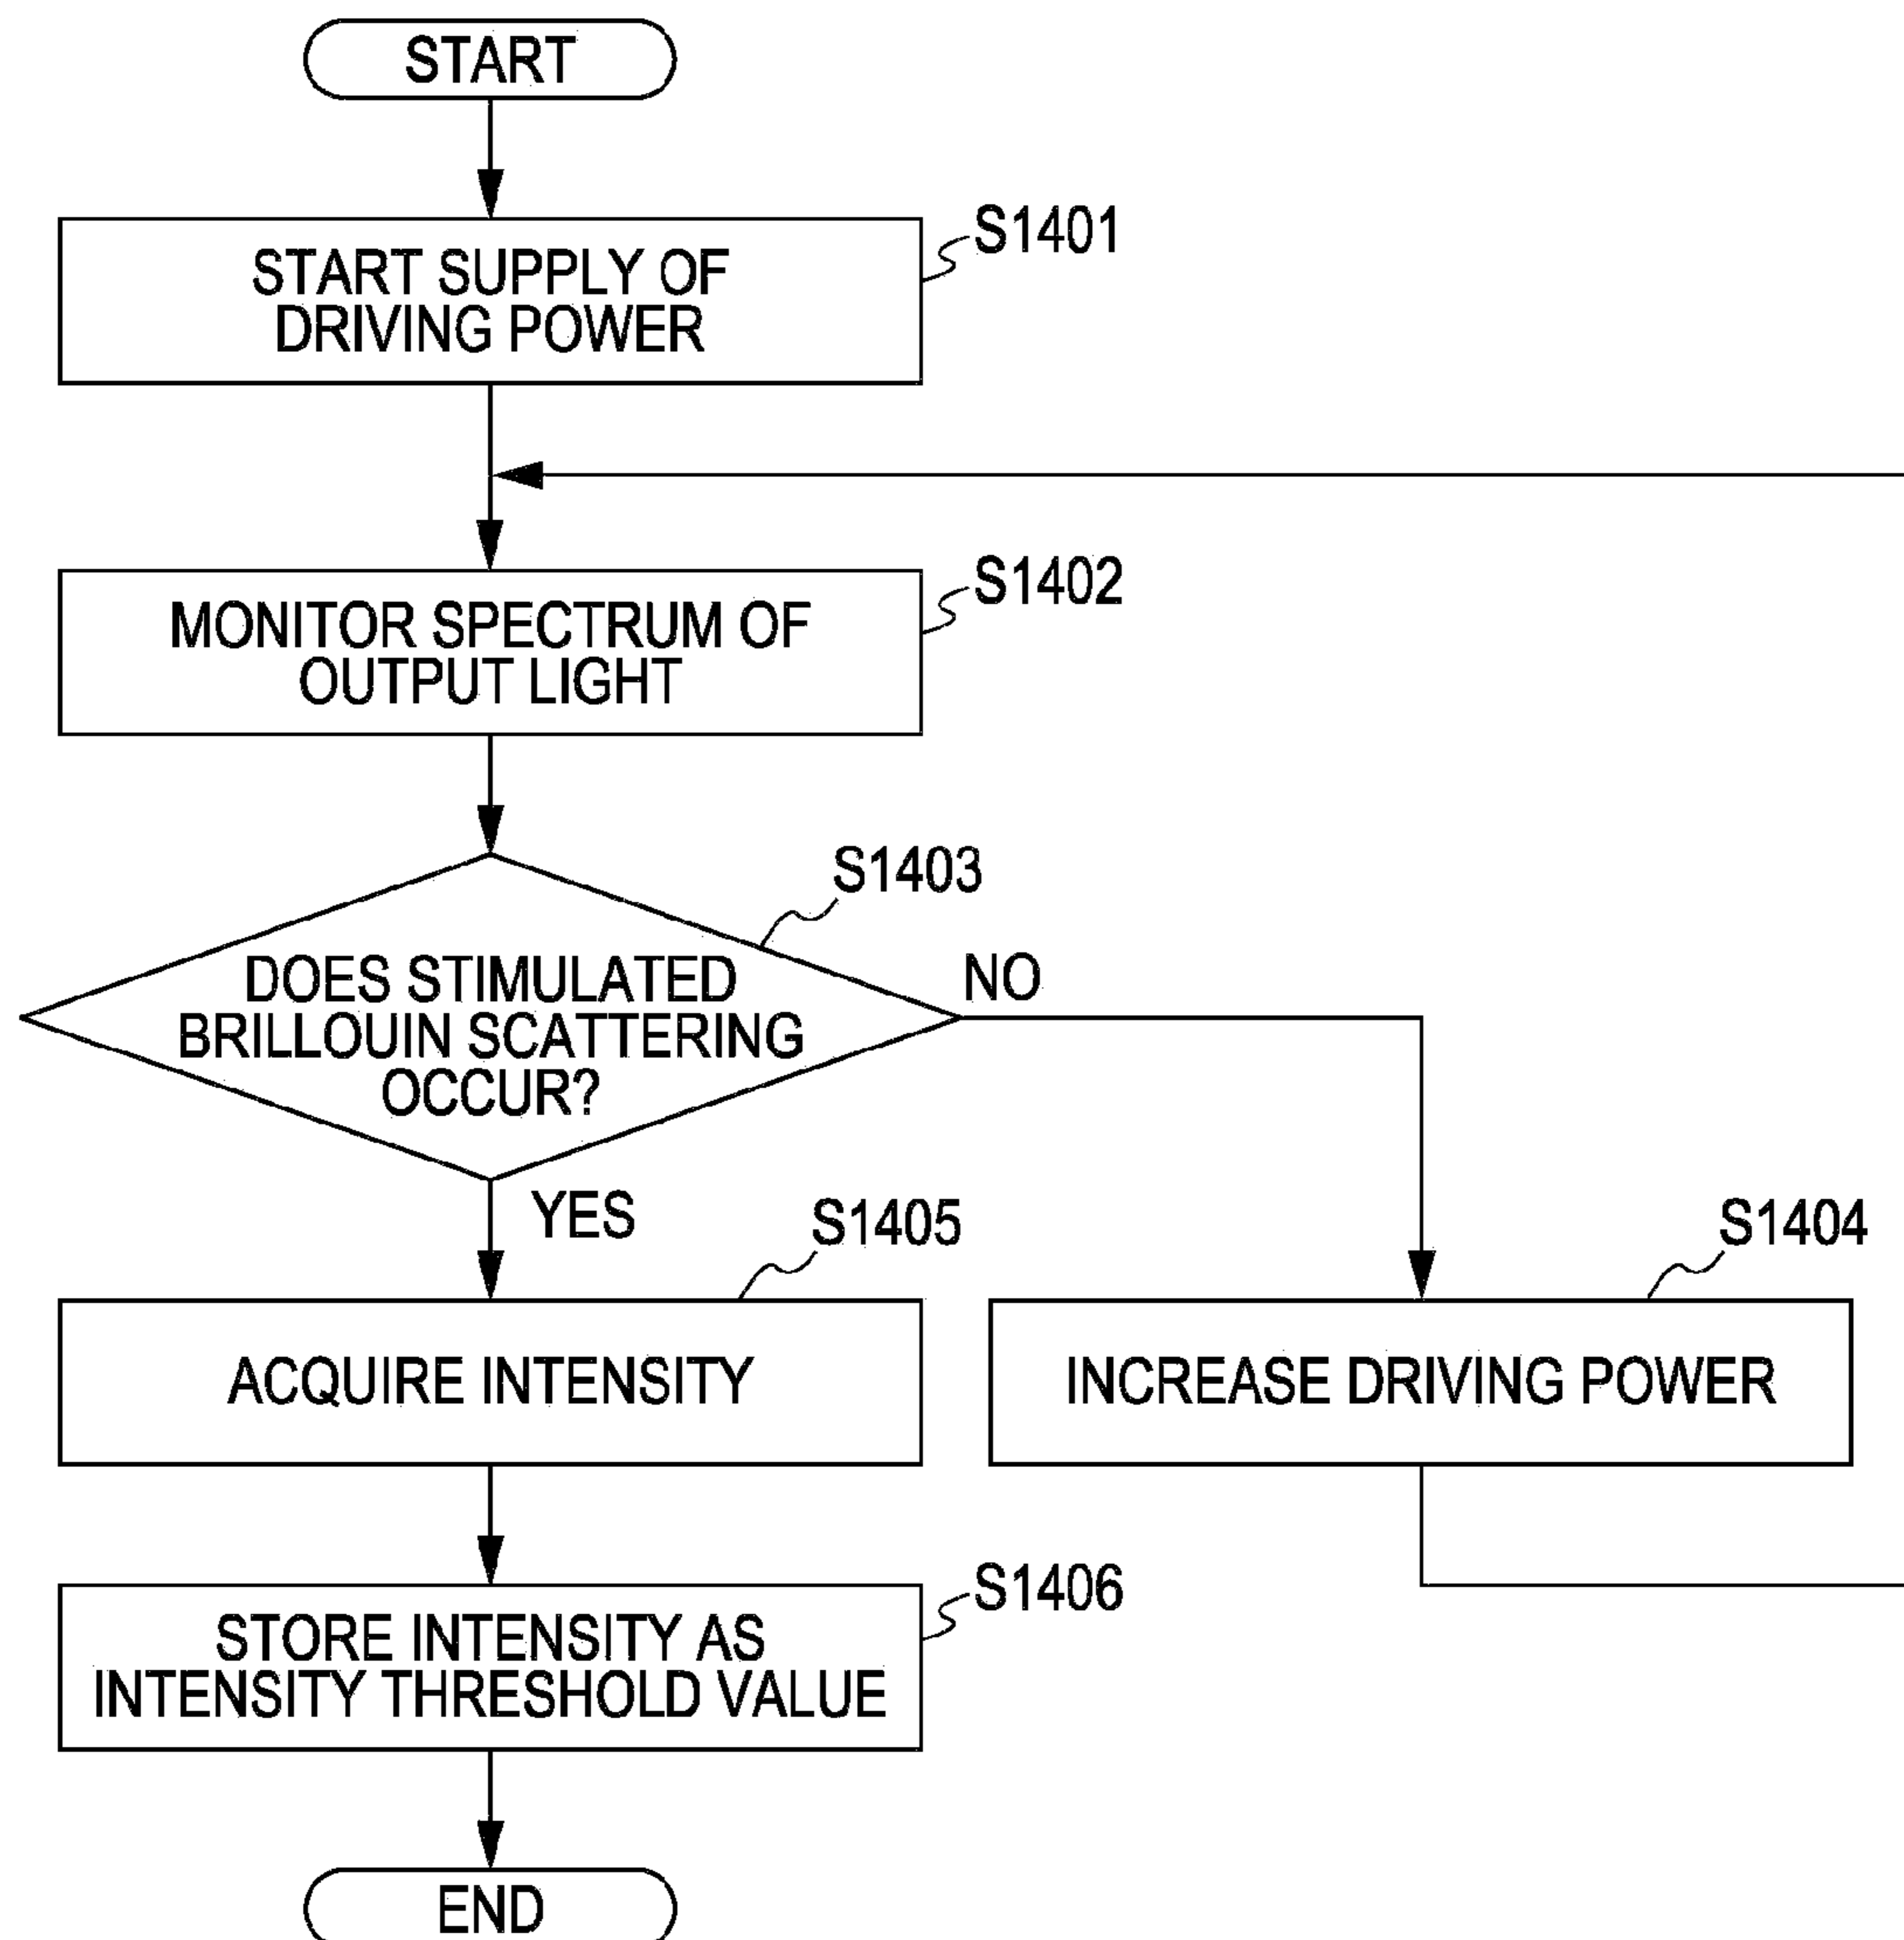 START
S1401
START SUPPLY OF
DRIVING POWER
S1402
MONITOR SPECTRUM OF
OUTPUT LIGHT
S1403
DOES STIMULATED
BRILLOUIN SCATTERING
OCCUR?
NO
YES
S1405
S1404
ACQUIRE INTENSITY
INCREASE DRIVING POWER
S1406
STORE INTENSITY AS
INTENSITY THRESHOLD VALUE
END